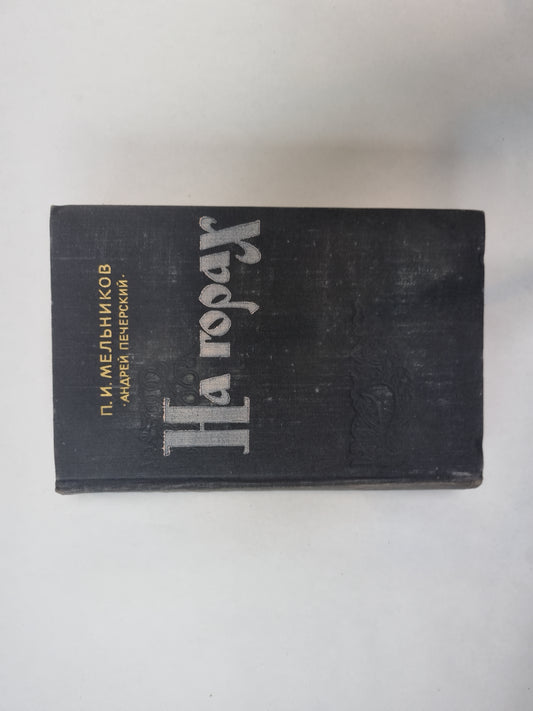 П. И. МЕЛЬНИКОВ
·АНДРЕЙ ПЕЧЕРСКИЙ·
На горах